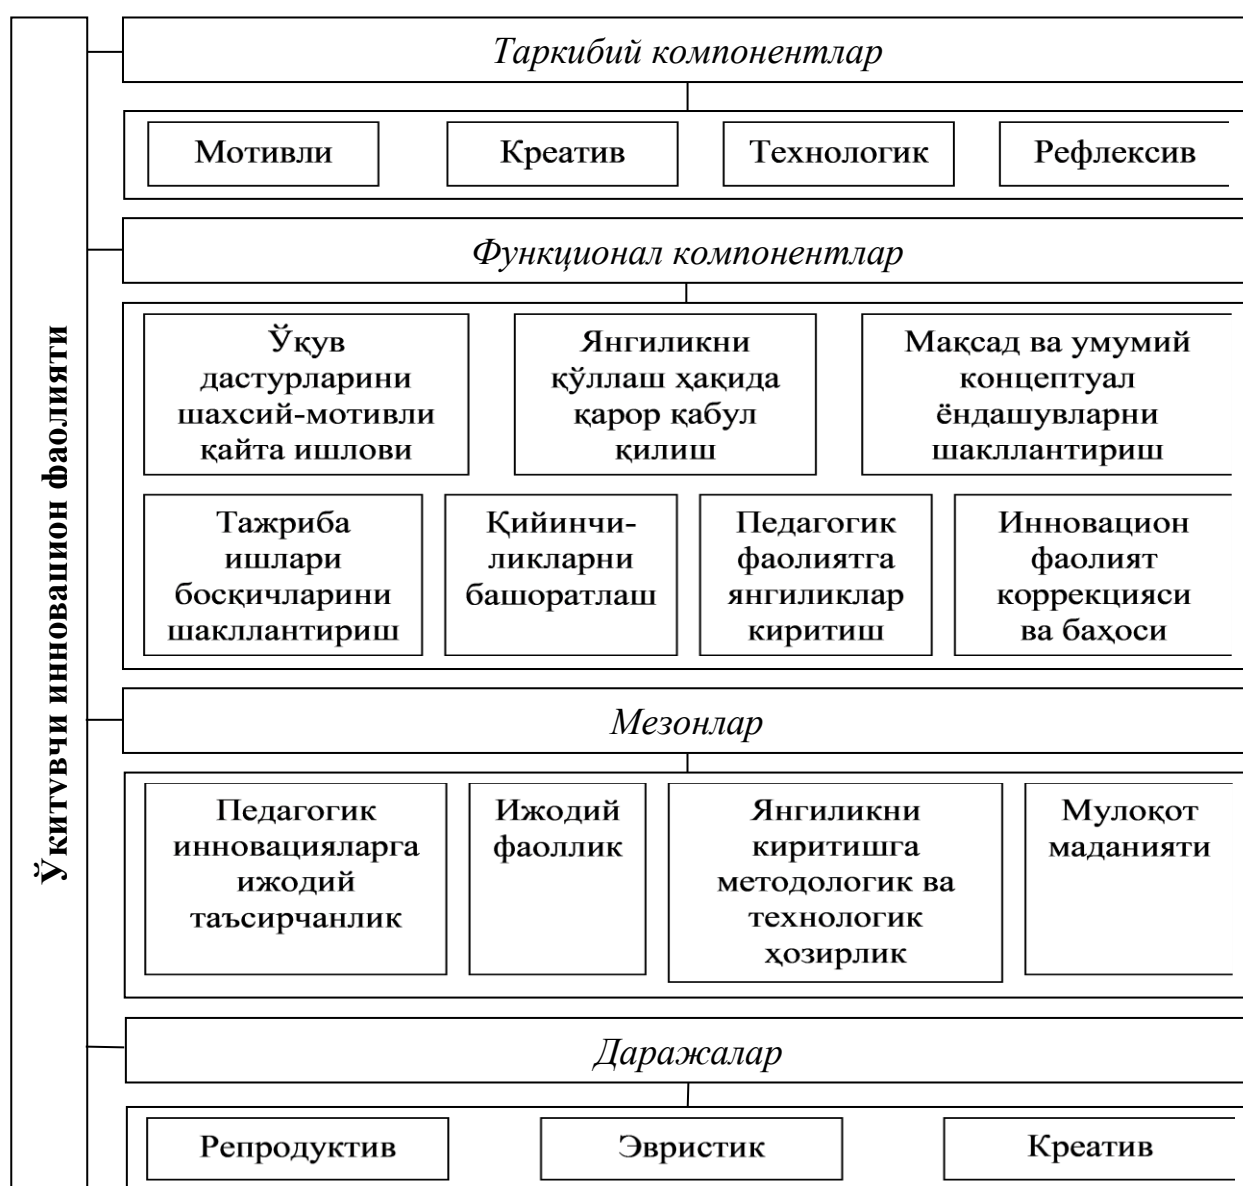 Ўқитувчи инновацион фаолияти
Таркибий компонентлар
Мотивли
Креатив
Технологик
Рефлексив
Функционал компонентлар
Ўқув
дастурларини
шахсий-мотивли
қайта ишлови
Янгиликни
қўллаш ҳақида
қарор қабул
қилиш
Мақсад ва умумий
концептуал
ёндашувларни
шакллантириш
Тажриба
ишлари
босқичларини
шакллантириш
Қийинчи-
ликларни
башоратлаш
Педагогик
фаолиятга
янгиликлар
киритиш
Инновацион
фаолият
коррекцияси
ва баҳоси
Мезонлар
Педагогик
инновацияларга
ижодий
таъсирчанлик
Ижодий
фаоллик
Янгиликни
киритишга
методологик ва
технологик
ҳозирлик
Мулоқот
маданияти
Даражалар
Репродуктив
Эвристик
Креатив